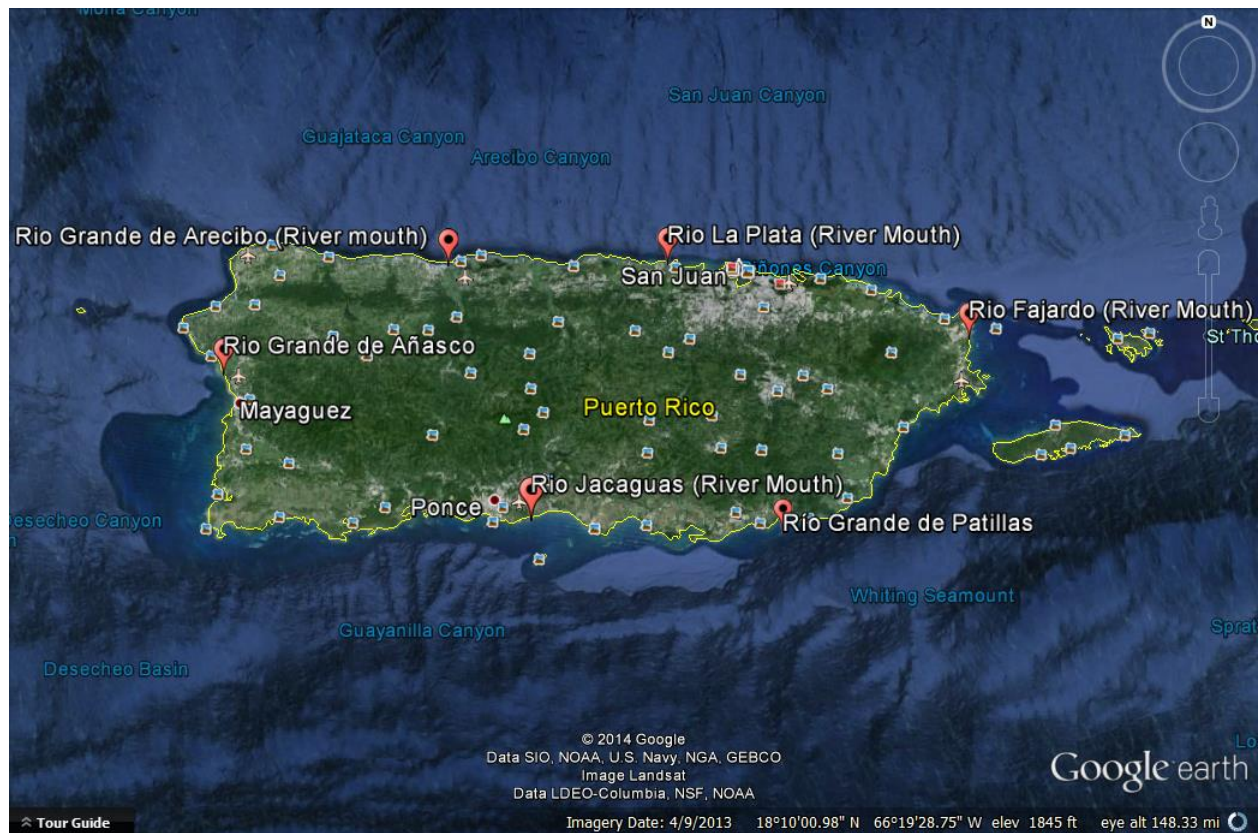 Mona Canyon
San Juan Canyon
Guajataca Canyon
Arecibo Canyon
N
Rio Grande de Arecibo (River mouth)
Rio La Plata (River Mouth)
San Juan
Piñones Canyon
Rio Fajardo (River Mouth)
St Tho
Rio Grande de Añasco
Mayaguez
Puerto Rico
Rio Jacaguas (River Mouth)
Ponce
Río Grande de Patillas
Desecheo Canyon
Whiting Seamount
Guayanilla Canyon
Sprat
Desecheo Basin
© 2014 Google
Data SIO, NOAA, U.S. Navy, NGA, GEBCO
Image Landsat
Data LDEO-Columbia, NSF, NOAA
Lo
Google earth
Tour Guide
Imagery Date: 4/9/2013 18°10'00.98" N 66°19'28.75" W elev 1845 ft eye alt 148.33 mi